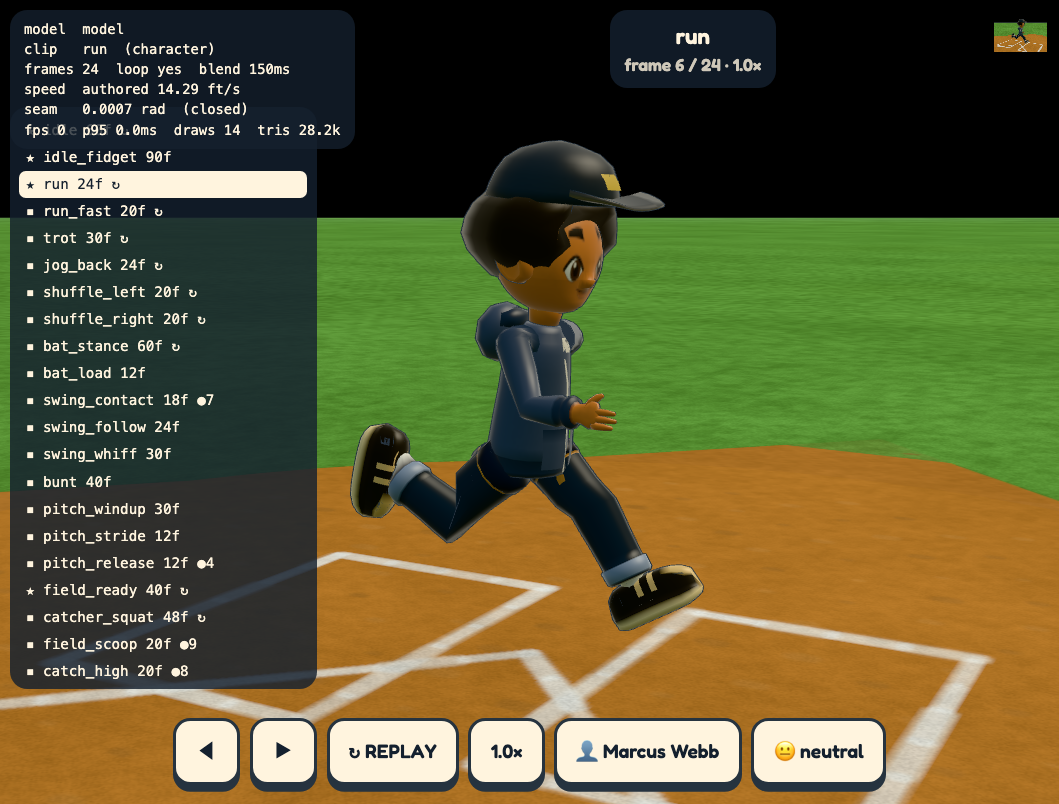 model model
clip run (character)
frames 24 loop yes blend 150ms
speed authored 14.29 ft/s
seam 0.0007 rad (closed)
fps 0 p95 0.0ms draws 14 tris 28.2k
★ idle_fidget 90f
★ run 24f ↻
▪ run_fast 20f ↻
▪ trot 30f ↻
▪ jog_back 24f ↻
▪ shuffle_left 20f ↻
▪ shuffle_right 20f ↻
▪ bat_stance 60f ↻
▪ bat_load 12f
▪ swing_contact 18f ●7
▪ swing_follow 24f
▪ swing_whiff 30f
▪ bunt 40f
▪ pitch_windup 30f
▪ pitch_stride 12f
▪ pitch_release 12f ●4
★ field_ready 40f ↻
▪ catcher_squat 48f ↻
▪ field_scoop 20f ●9
▪ catch_high 20f ●8
run
frame 6 / 24 · 1.0x
◀ ▶ ↻ REPLAY 1.0x 👤 Marcus Webb 😐 neutral